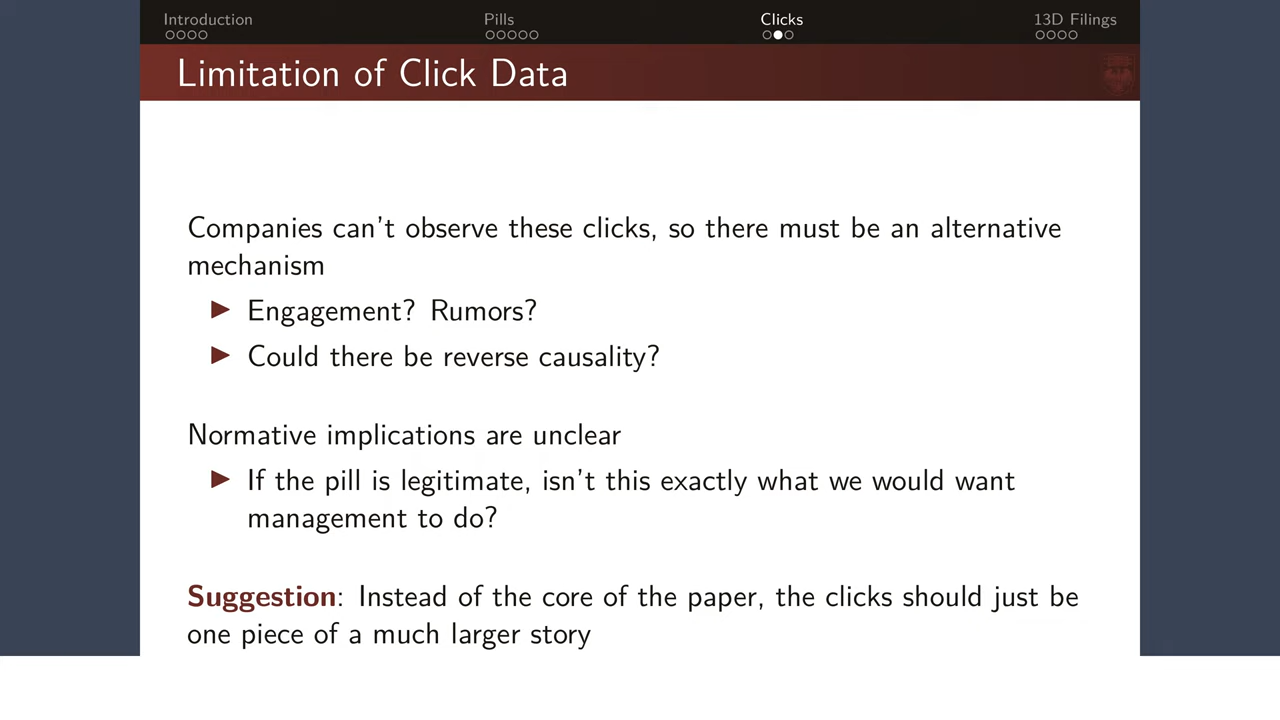 Introduction
Pills
Clicks
13D Filings
Limitation of Click Data
Companies can't observe these clicks, so there must be an alternative
mechanism
Engagement? Rumors?
Could there be reverse causality?
Normative implications are unclear
If the pill is legitimate, isn't this exactly what we would want
management to do?
Suggestion: Instead of the core of the paper, the clicks should just be
one piece of a much larger story